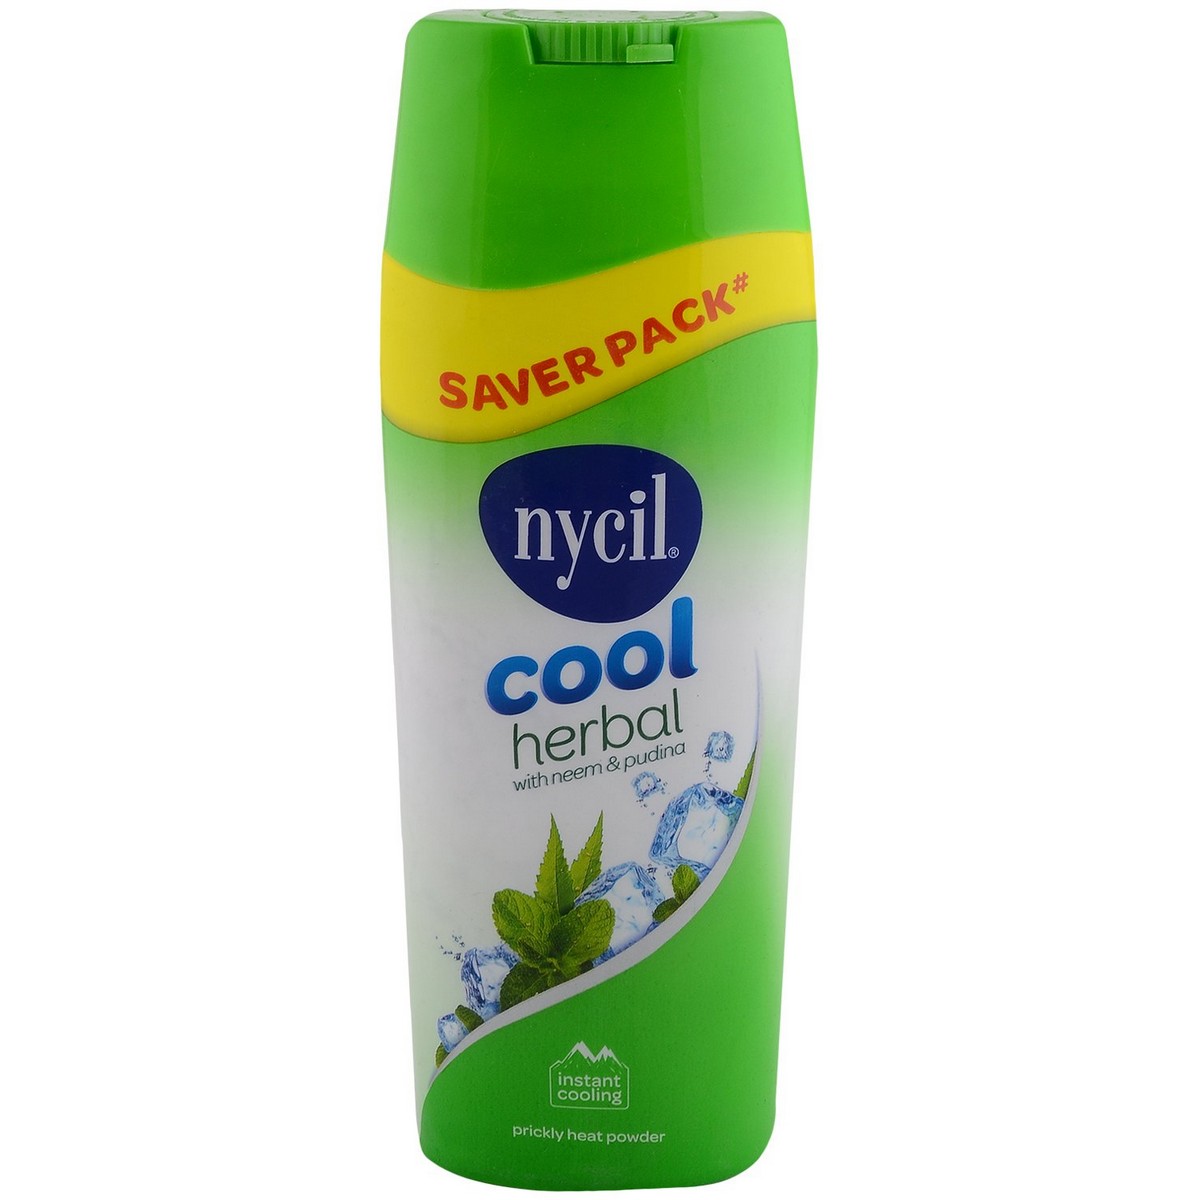 SAVER PACK#
nycil®
cool
herbal
with neem & pudina
instant
cooling
prickly heat powder